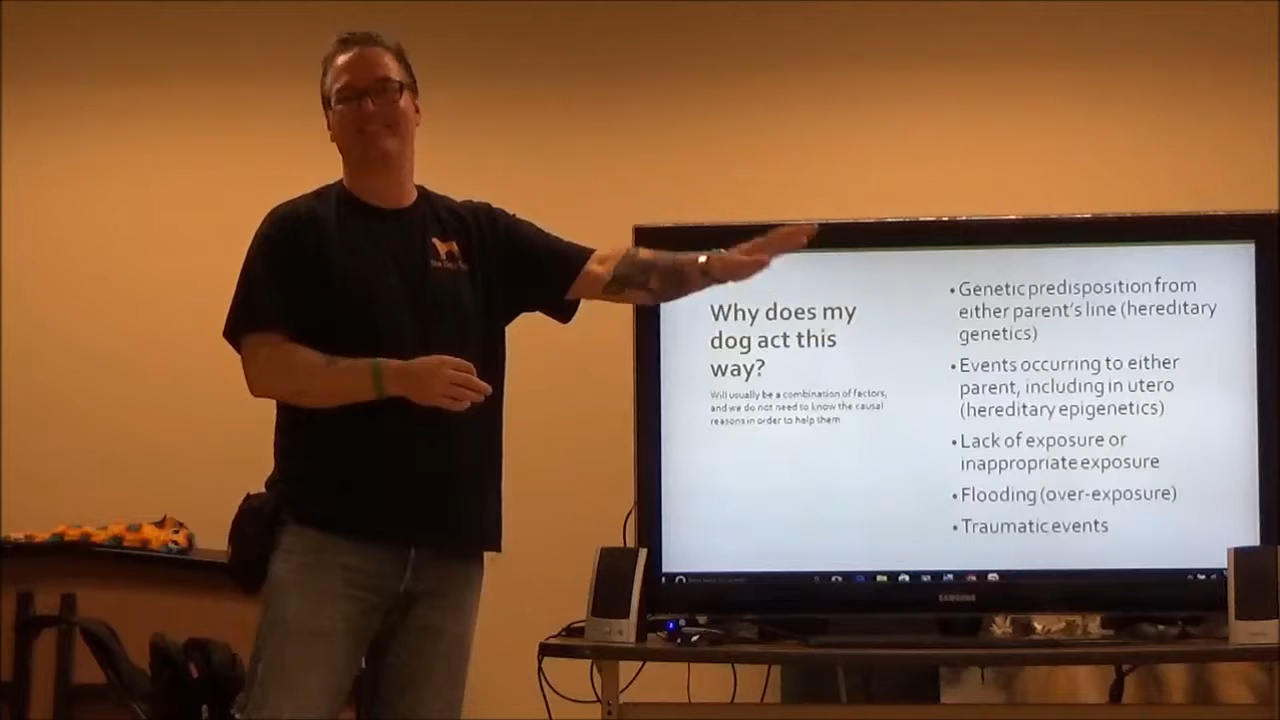 Why does my
dog act this
way?
Will usually be a combination of factors,
and we do not need to know the causal
reasons in order to help them
• Genetic predisposition from
either parent's line (hereditary
genetics)
• Events occurring to either
parent, including in utero
(hereditary epigenetics)
• Lack of exposure or
inappropriate exposure
• Flooding (over-exposure)
• Traumatic events
SAMSUNG